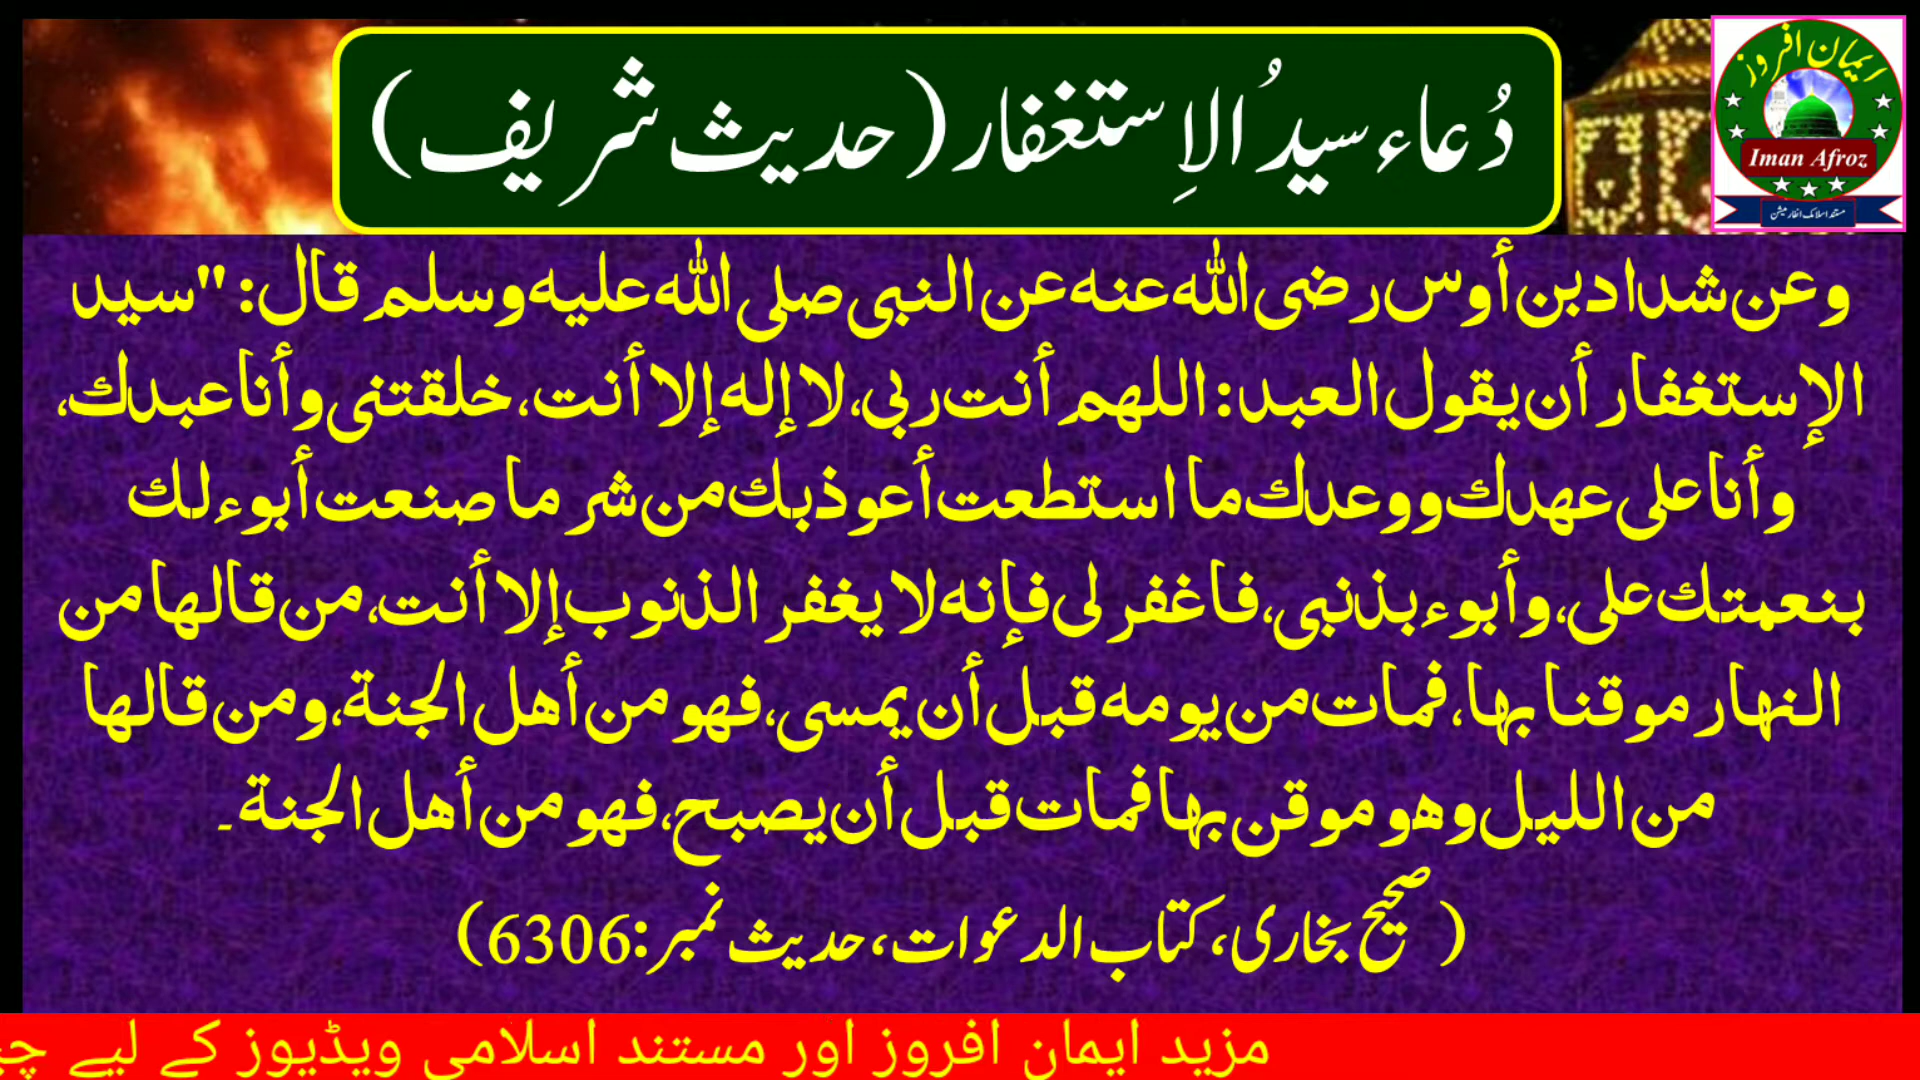 دُعاء سیدُ الاِستغفار (حدیث شریف)
ایمان افروز
Iman Afroz
مستند اسلامک انفارمیشن
وعن شداد بن أوس رضی الله عنه عن النبی صلی الله علیه وسلم قال: "سید
الإستغفار أن یقول العبد: اللهم أنت ربی، لا إله إلا أنت، خلقتنی وأنا عبدك،
وأنا علی عهدك ووعدك ما استطعت أعوذ بك من شر ما صنعت أبوء لك
بنعمتك علی، وأبوء بذنبی، فاغفر لی فإنه لا یغفر الذنوب إلا أنت، من قالها من
النهار موقنا بها، فمات من یومه قبل أن یمسی، فهو من أهل الجنة، ومن قالها
من اللیل وهو موقن بها فمات قبل أن یصبح، فهو من أهل الجنة۔
(صحیح بخاری، کتاب الدعوات، حدیث نمبر:6306)
مزید ایمان افروز اور مستند اسلامی ویڈیوز کے لیے